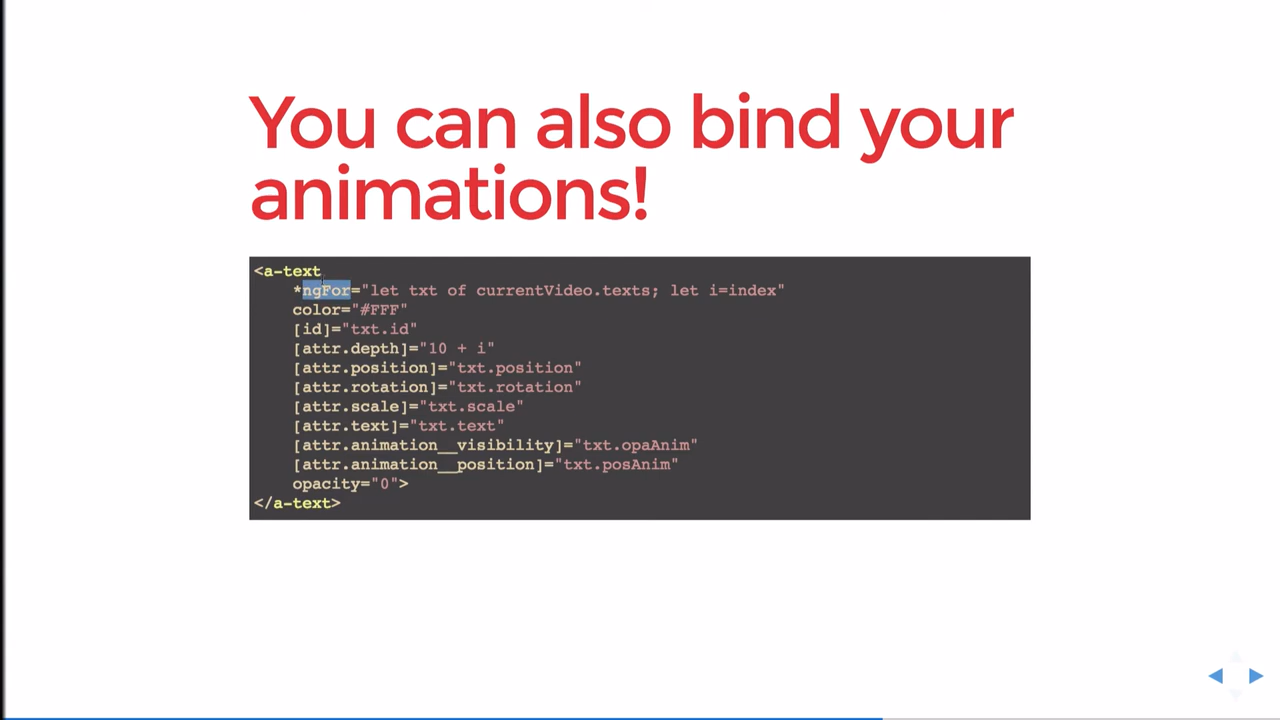 You can also bind your
animations!
<a-text
*ngFor="let txt of currentVideo.texts; let i=index"
color="#FFF"
[id]="txt.id"
[attr.depth]="10 + i"
[attr.position]="txt.position"
[attr.rotation]="txt.rotation"
[attr.scale]="txt.scale"
[attr.text]="txt.text"
[attr.animation__visibility]="txt.opaAnim"
[attr.animation__position]="txt.posAnim"
opacity="0">
</a-text>